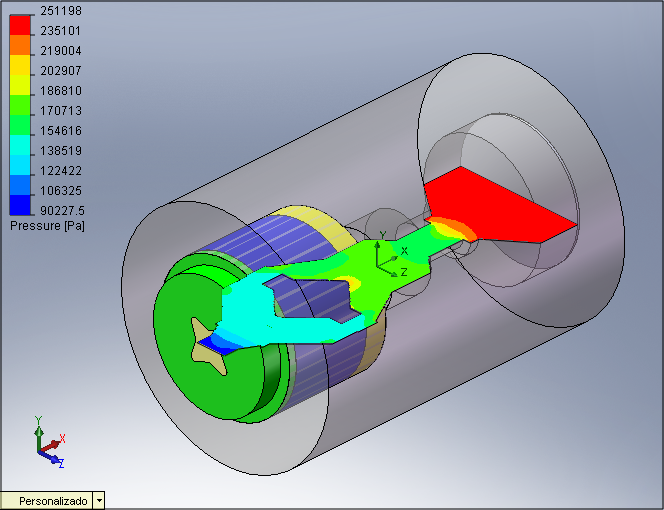 251198
235101
219004
202907
186810
170713
154616
138519
122422
106325
90227.5
Pressure [Pa]
Y
X
Z
Y
X
Z
Personalizado